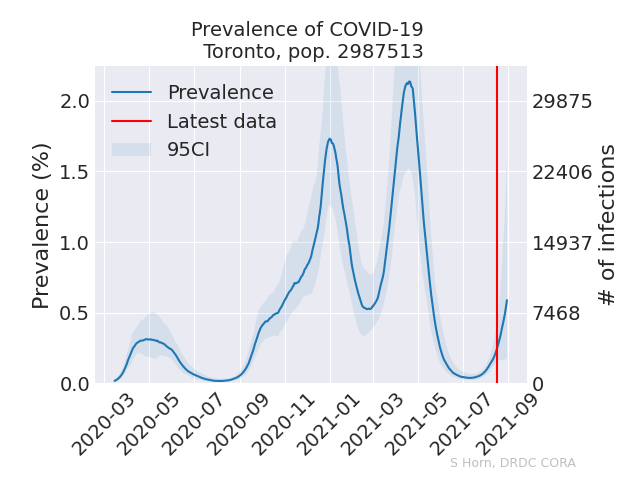 Prevalence of COVID-19
Toronto, pop. 2987513
Prevalence
Latest data
95CI
Prevalence (%)
2.0
1.5
1.0
0.5
0.0
29875
22406
14937
7468
0
# of infections
2020-03
2020-05
2020-07
2020-09
2020-11
2021-01
2021-03
2021-05
2021-07
2021-09
S Horn, DRDC CORA